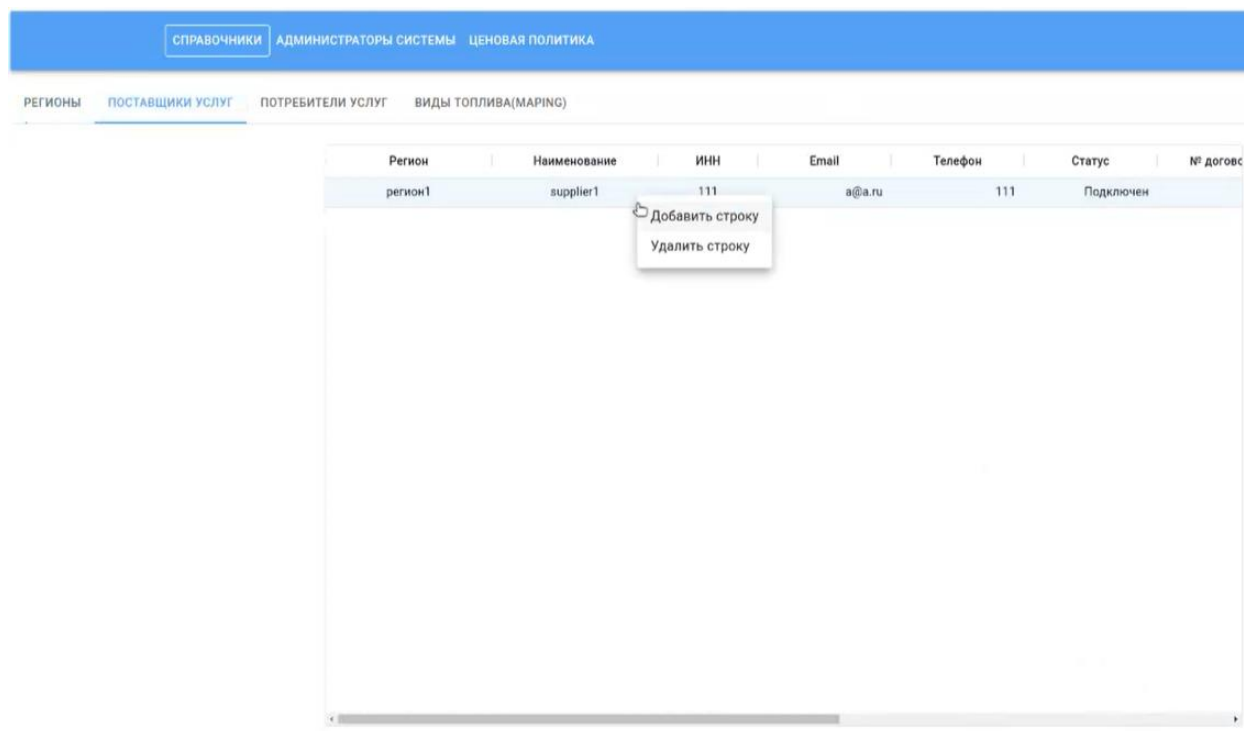 СПРАВОЧНИКИ АДМИНИСТРАТОРЫ СИСТЕМЫ ЦЕНОВАЯ ПОЛИТИКА
РЕГИОНЫ ПОСТАВЩИКИ УСЛУГ ПОТРЕБИТЕЛИ УСЛУГ ВИДЫ ТОПЛИВА(MAPING)
Регион Наименование ИНН Email Телефон Статус № догово
регион1 supplier1 111 a@a.ru 111 Подключен
Добавить строку
Удалить строку